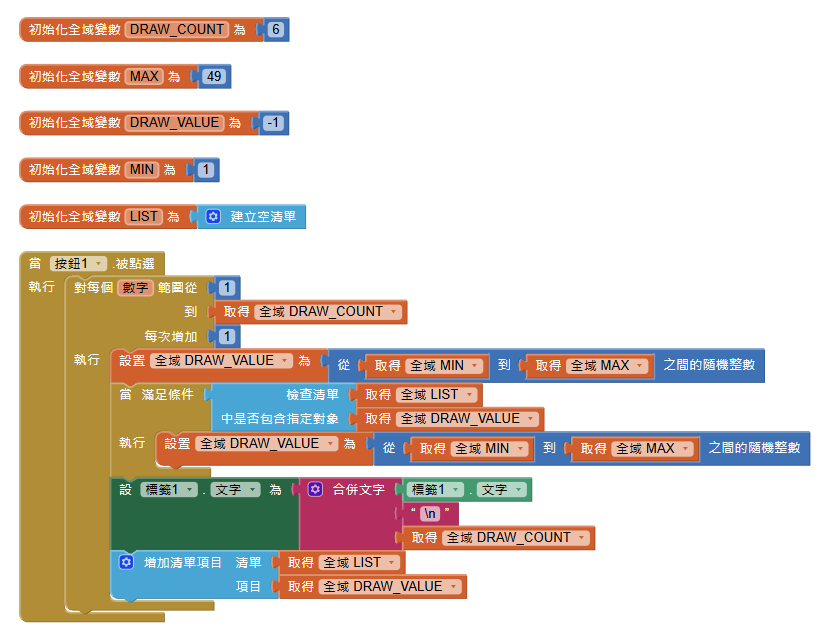 初始化全域變數 DRAW_COUNT 為 6
初始化全域變數 MAX 為 49
初始化全域變數 DRAW_VALUE 為 -1
初始化全域變數 MIN 為 1
初始化全域變數 LIST 為 建立空清單
當 按鈕1 .被點選
執行 對每個 數字 範圍從 1
到 取得 全域 DRAW_COUNT
每次增加 1
執行 設置 全域 DRAW_VALUE 為 從 取得 全域 MIN 到 取得 全域 MAX 之間的隨機整數
當 滿足條件 檢查清單 取得 全域 LIST
中是否包含指定對象 取得 全域 DRAW_VALUE
執行 設置 全域 DRAW_VALUE 為 從 取得 全域 MIN 到 取得 全域 MAX 之間的隨機整數
設 標籤1 . 文字 為 合併文字 標籤1 . 文字
“ \n ”
取得 全域 DRAW_COUNT
增加清單項目 清單 取得 全域 LIST
項目 取得 全域 DRAW_VALUE